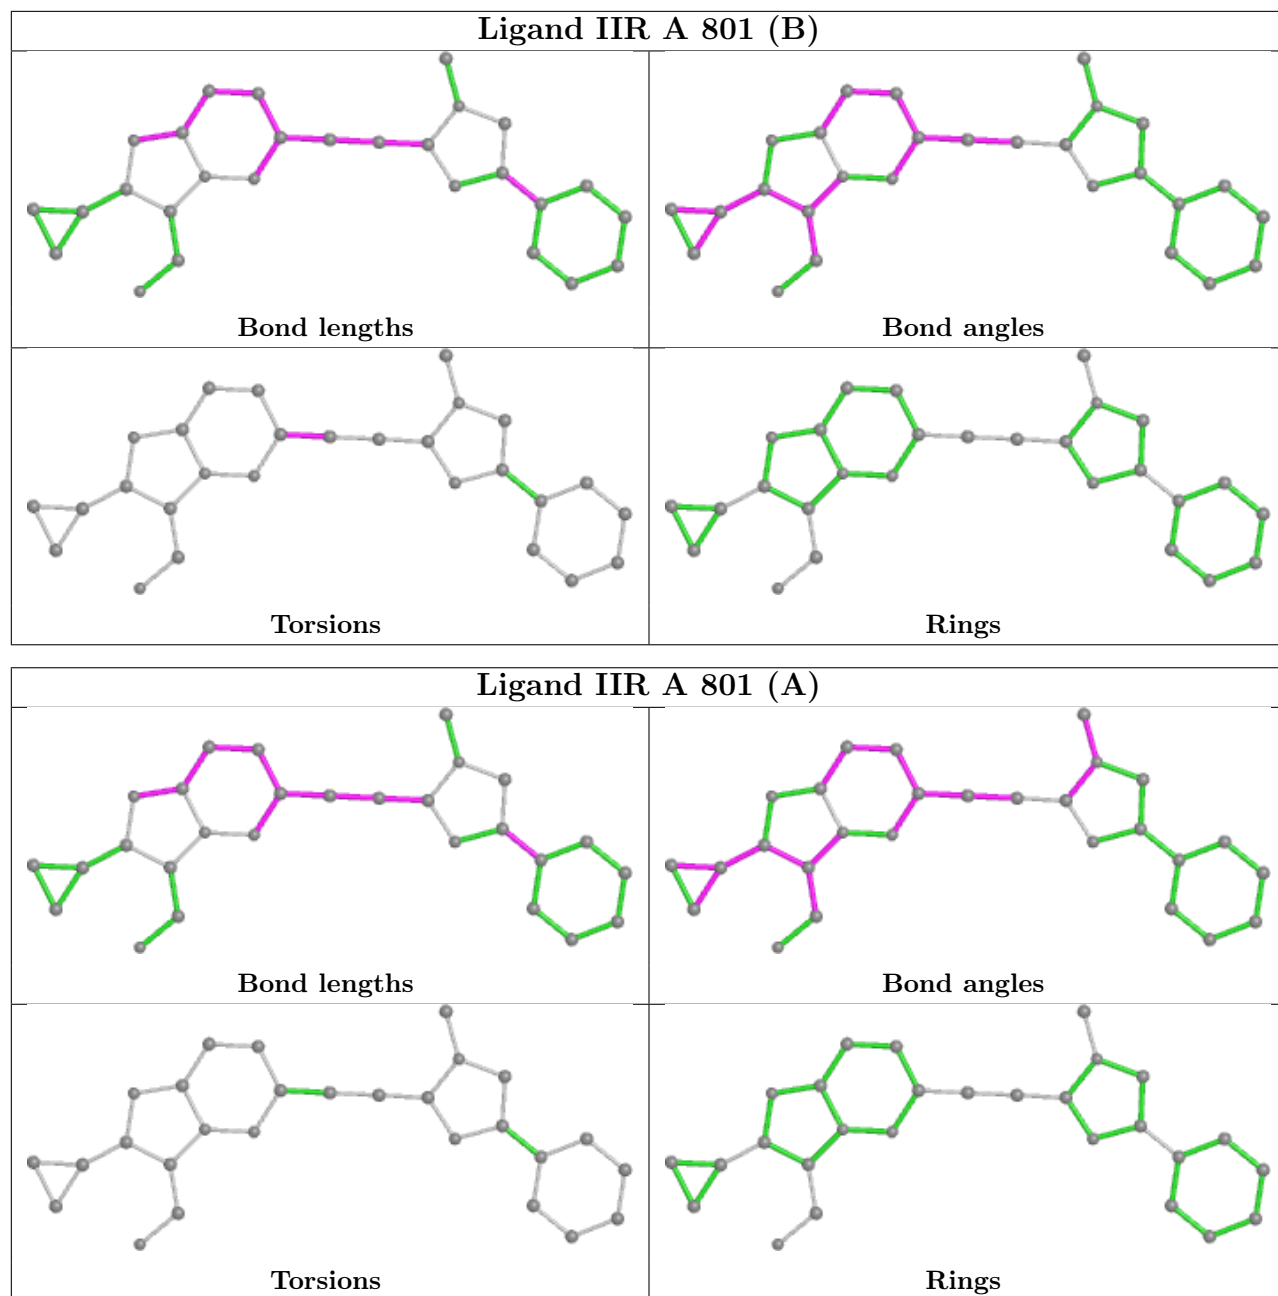 Ligand IIR A 801 (B)
Bond lengths
Bond angles
Torsions
Rings
Ligand IIR A 801 (A)
Bond lengths
Bond angles
Torsions
Rings